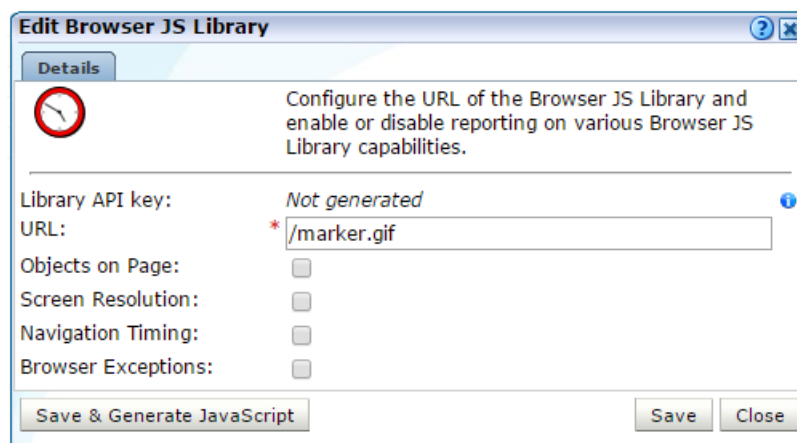 Edit Browser JS Library
Details
Configure the URL of the Browser JS Library and
enable or disable reporting on various Browser JS
Library capabilities.
Library API key: Not generated
URL: * /marker.gif
Objects on Page:
Screen Resolution:
Navigation Timing:
Browser Exceptions:
Save & Generate JavaScript Save Close